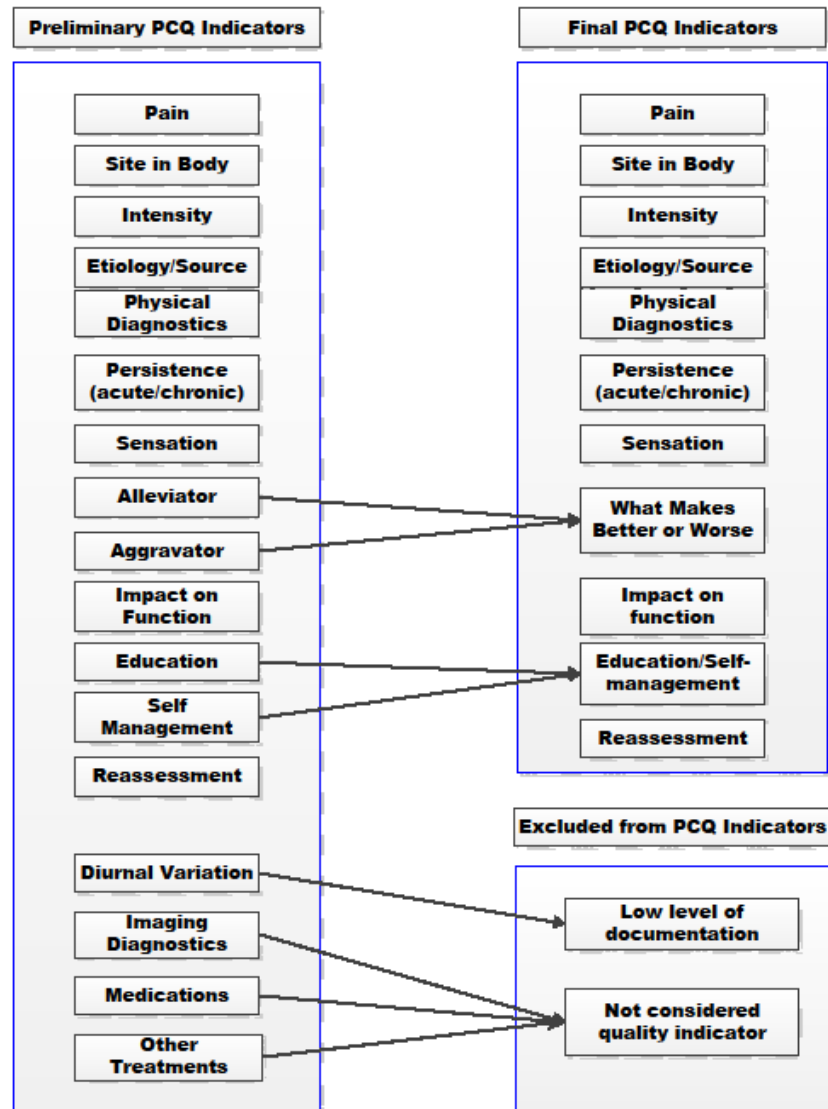 Preliminary PCQ Indicators
Pain
Site in Body
Intensity
Etiology/Source
Physical
Diagnostics
Persistence
(acute/chronic)
Sensation
Alleviator
Aggravator
Impact on
Function
Education
Self
Management
Reassessment
Diurnal Variation
Imaging
Diagnostics
Medications
Other
Treatments
Final PCQ Indicators
Pain
Site in Body
Intensity
Etiology/Source
Physical
Diagnostics
Persistence
(acute/chronic)
Sensation
What Makes
Better or Worse
Impact on
function
Education/Self-
management
Reassessment
Excluded from PCQ Indicators
Low level of
documentation
Not considered
quality indicator